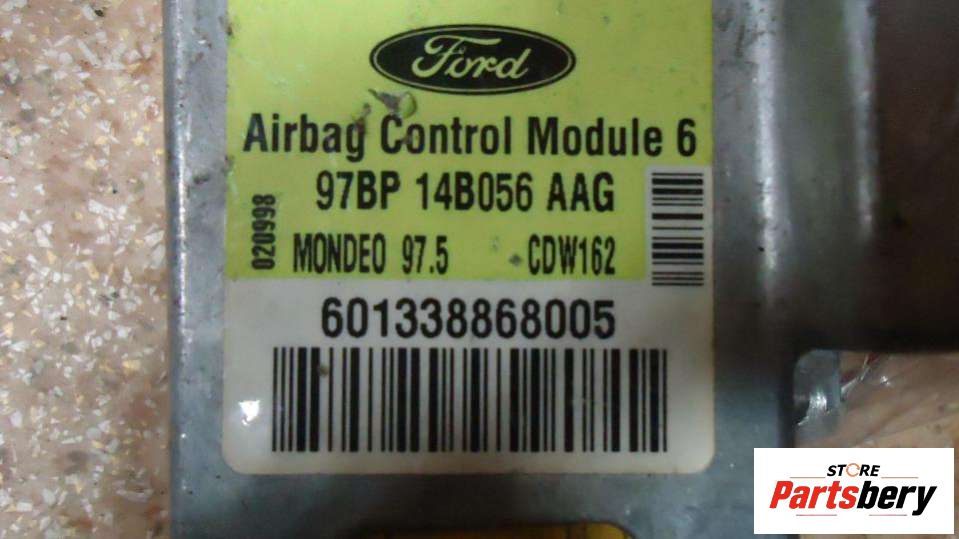 Ford
Airbag Control Module 6
97BP 14B056 AAG
020998
MONDEO 97.5 CDW162
601338868005
STORE
Partsbery